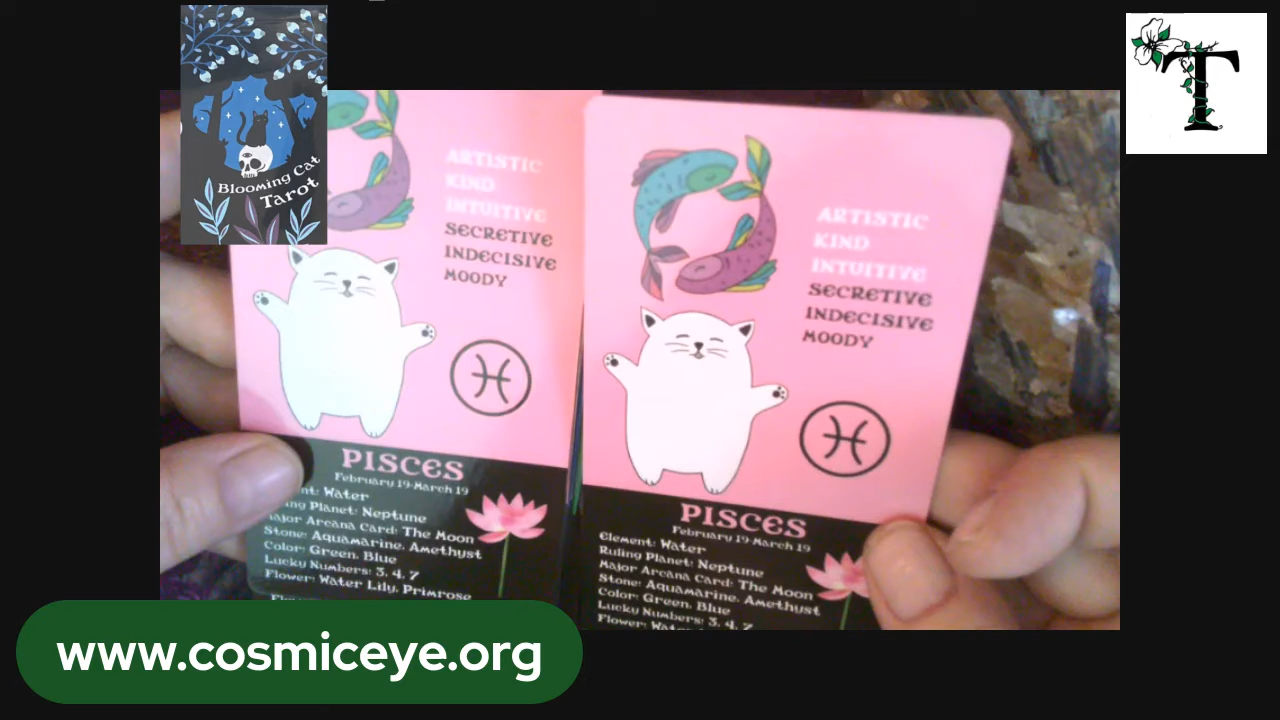 Blooming Cat
Tarot
T
ARTISTIC
KIND
INTUITIVE
SECRETIVE
INDECISIVE
MOODY
PISCES
February 19-March 19
Water
Planet: Neptune
Major Arcana Card: The Moon
Stone: Aquamarine, Amethyst
Color: Green, Blue
Lucky Numbers: 3, 4, 7
Flower: Water Lily, Primrose
ARTISTIC
KIND
INTUITIVE
SECRETIVE
INDECISIVE
MOODY
PISCES
February 19-March 19
Element: Water
Ruling Planet: Neptune
Major Arcana Card: The Moon
Stone: Aquamarine, Amethyst
Color: Green, Blue
Lucky Numbers: 3, 4, 7
Flower:
www.cosmiceye.org